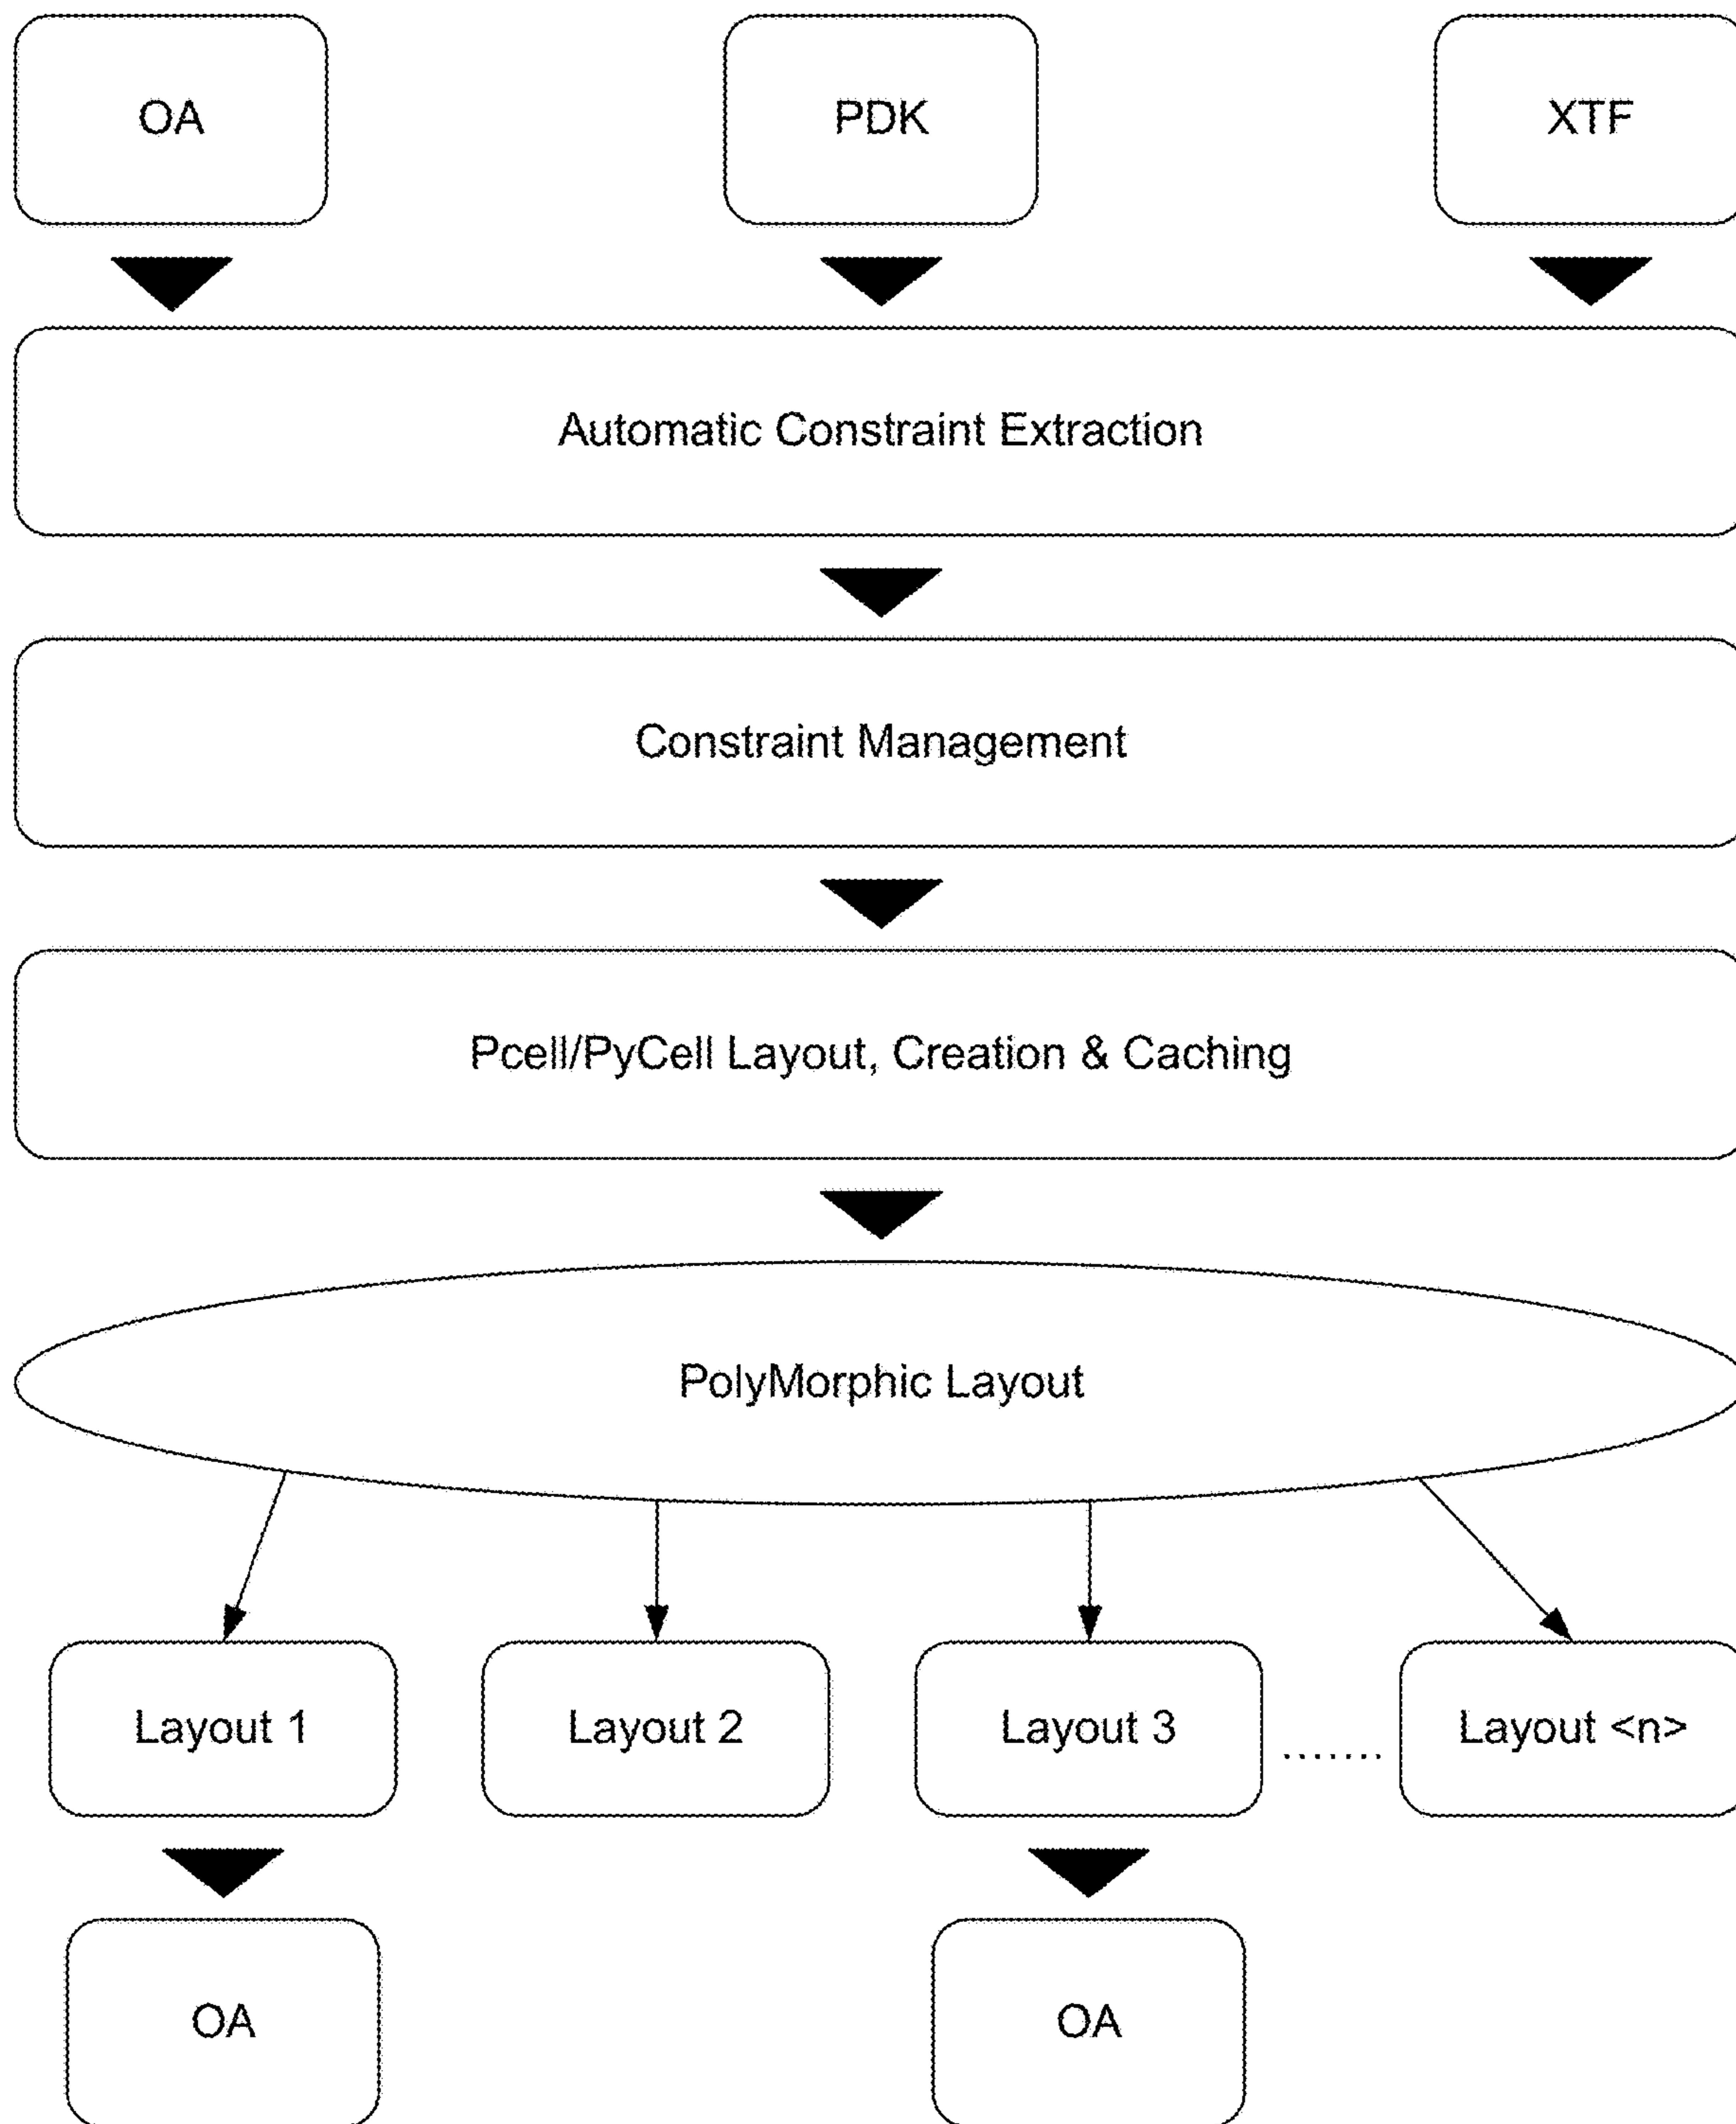 OA
PDK
XTF
Automatic Constraint Extraction
Constraint Management
Pcell/PyCell Layout, Creation & Caching
PolyMorphic Layout
Layout 1
Layout 2
Layout 3
.......
Layout <n>
OA
OA